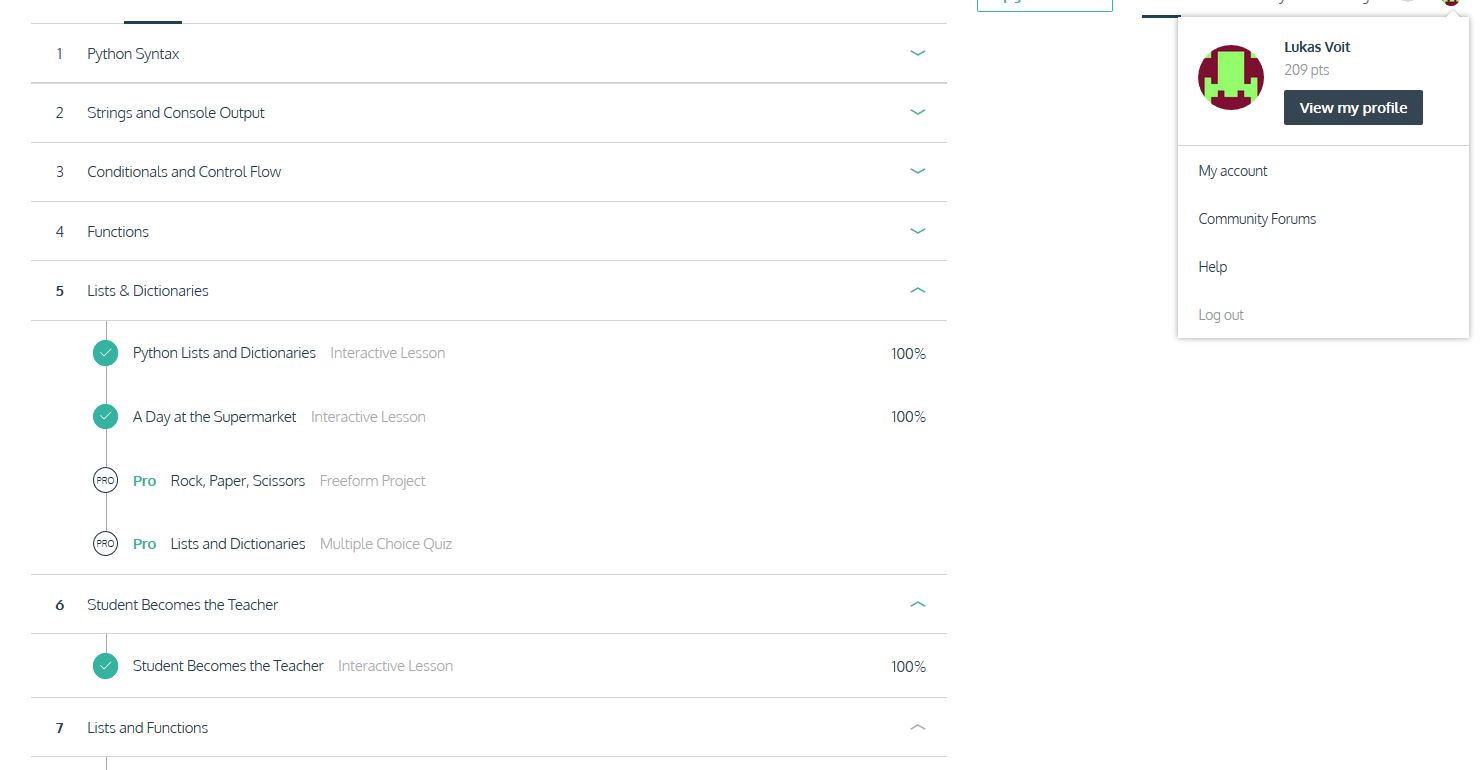 1 Python Syntax
2 Strings and Console Output
3 Conditionals and Control Flow
4 Functions
5 Lists & Dictionaries
Python Lists and Dictionaries Interactive Lesson 100%
A Day at the Supermarket Interactive Lesson 100%
PRO Pro Rock, Paper, Scissors Freeform Project
PRO Pro Lists and Dictionaries Multiple Choice Quiz
6 Student Becomes the Teacher
Student Becomes the Teacher Interactive Lesson 100%
7 Lists and Functions
Lukas Voit
209 pts
View my profile
My account
Community Forums
Help
Log out